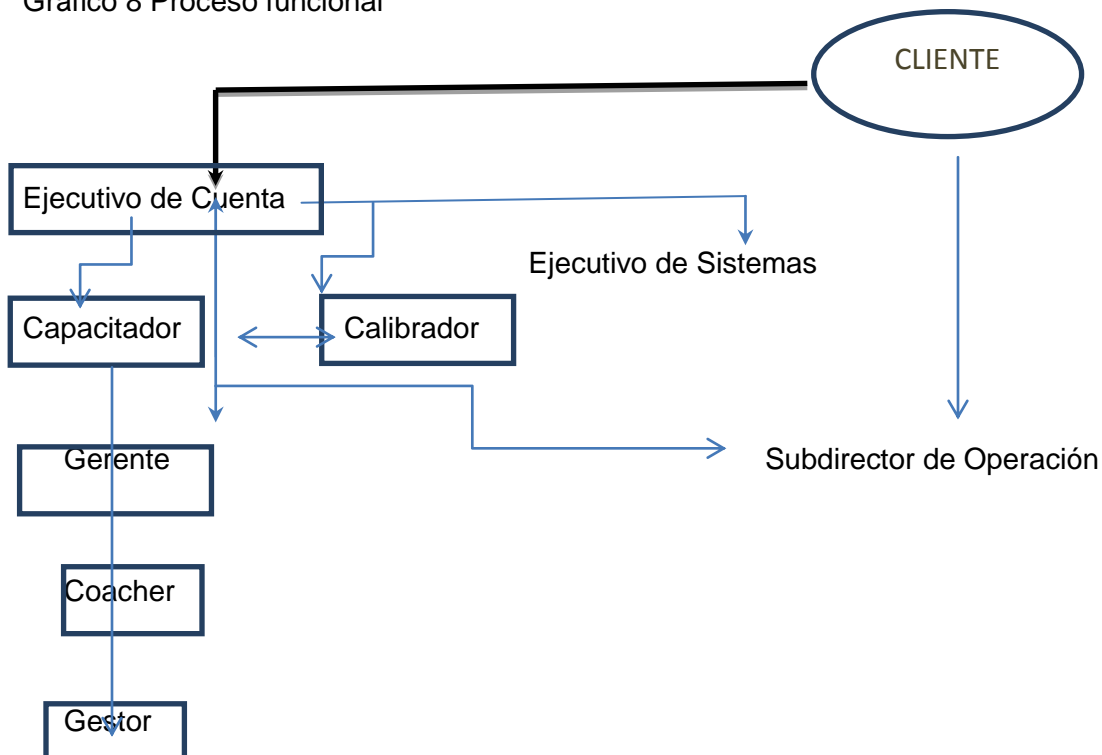 Gráfico 8 Proceso funcional
CLIENTE
Ejecutivo de Cuenta
Ejecutivo de Sistemas
Capacitador
Calibrador
Gerente
Subdirector de Operación
Coacher
Gestor